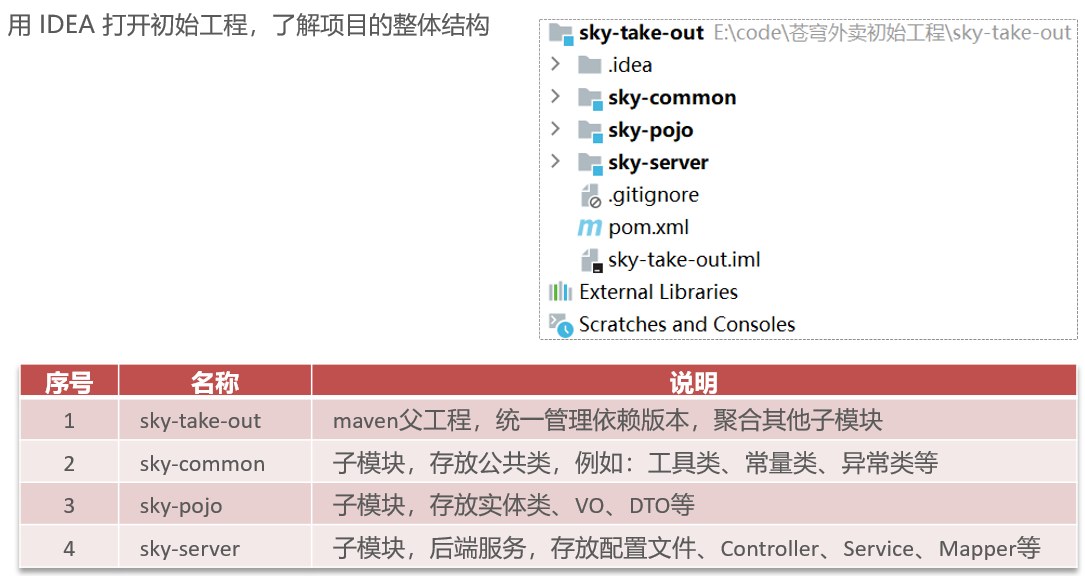 用 IDEA 打开初始工程，了解项目的整体结构
sky-take-out E:\code\苍穹外卖初始工程\sky-take-out
.idea
sky-common
sky-pojo
sky-server
.gitignore
pom.xml
sky-take-out.iml
External Libraries
Scratches and Consoles
序号 名称 说明
1 sky-take-out maven父工程，统一管理依赖版本，聚合其他子模块
2 sky-common 子模块，存放公共类，例如：工具类、常量类、异常类等
3 sky-pojo 子模块，存放实体类、VO、DTO等
4 sky-server 子模块，后端服务，存放配置文件、Controller、Service、Mapper等